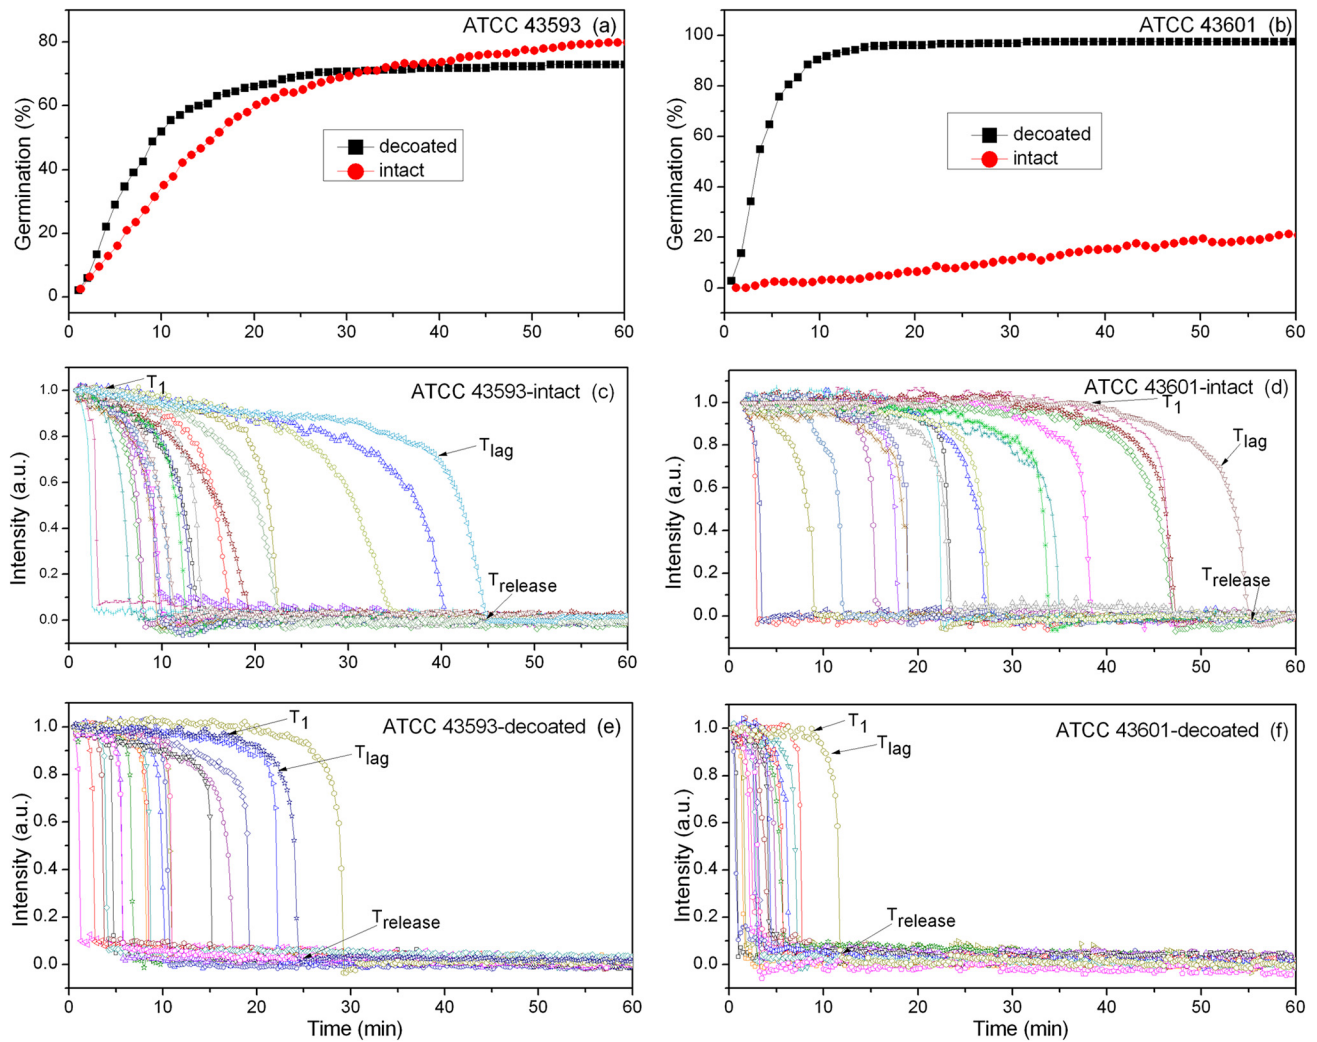 ATCC 43593 (a)
Germination (%)
80
60
40
20
0
decoated
intact
0 10 20 30 40 50 60
ATCC 43601 (b)
Germination (%)
100
80
60
40
20
0
decoated
intact
0 10 20 30 40 50 60
ATCC 43593-intact (c)
Intensity (a.u.)
1.0
0.8
0.6
0.4
0.2
0.0
T1
Tlag
Trelease
0 10 20 30 40 50 60
ATCC 43601-intact (d)
Intensity (a.u.)
1.0
0.8
0.6
0.4
0.2
0.0
T1
Tlag
Trelease
0 10 20 30 40 50 60
ATCC 43593-decoated (e)
Intensity (a.u.)
1.0
0.8
0.6
0.4
0.2
0.0
T1
Tlag
Trelease
0 10 20 30 40 50 60
Time (min)
ATCC 43601-decoated (f)
Intensity (a.u.)
1.0
0.8
0.6
0.4
0.2
0.0
T1
Tlag
Trelease
0 10 20 30 40 50 60
Time (min)